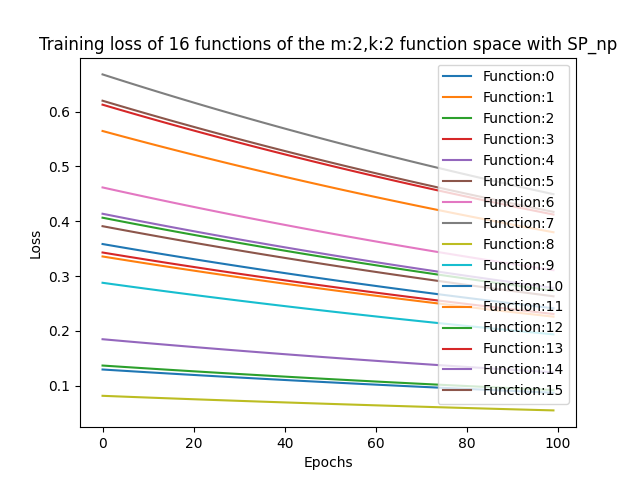 Training loss of 16 functions of the m:2,k:2 function space with SP_np
Loss
0.6
0.5
0.4
0.3
0.2
0.1
0
20
40
60
80
100
Epochs
Function:0
Function:1
Function:2
Function:3
Function:4
Function:5
Function:6
Function:7
Function:8
Function:9
Function:10
Function:11
Function:12
Function:13
Function:14
Function:15